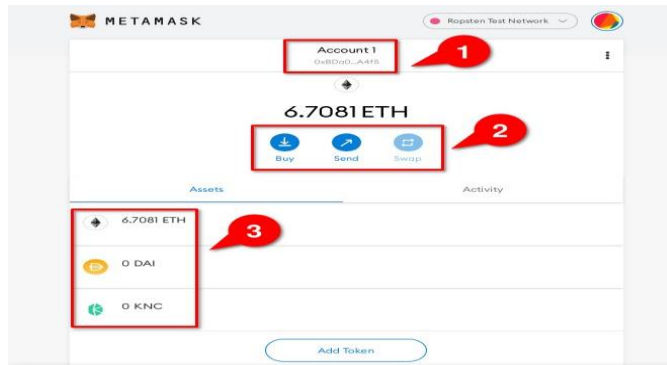 METAMASK
Ropsten Test Network
Account 1
0xBDa0...A4f5
1
6.7081 ETH
2
Buy Send Swap
Assets Activity
6.7081 ETH
3
0 DAI
0 KNC
Add Token